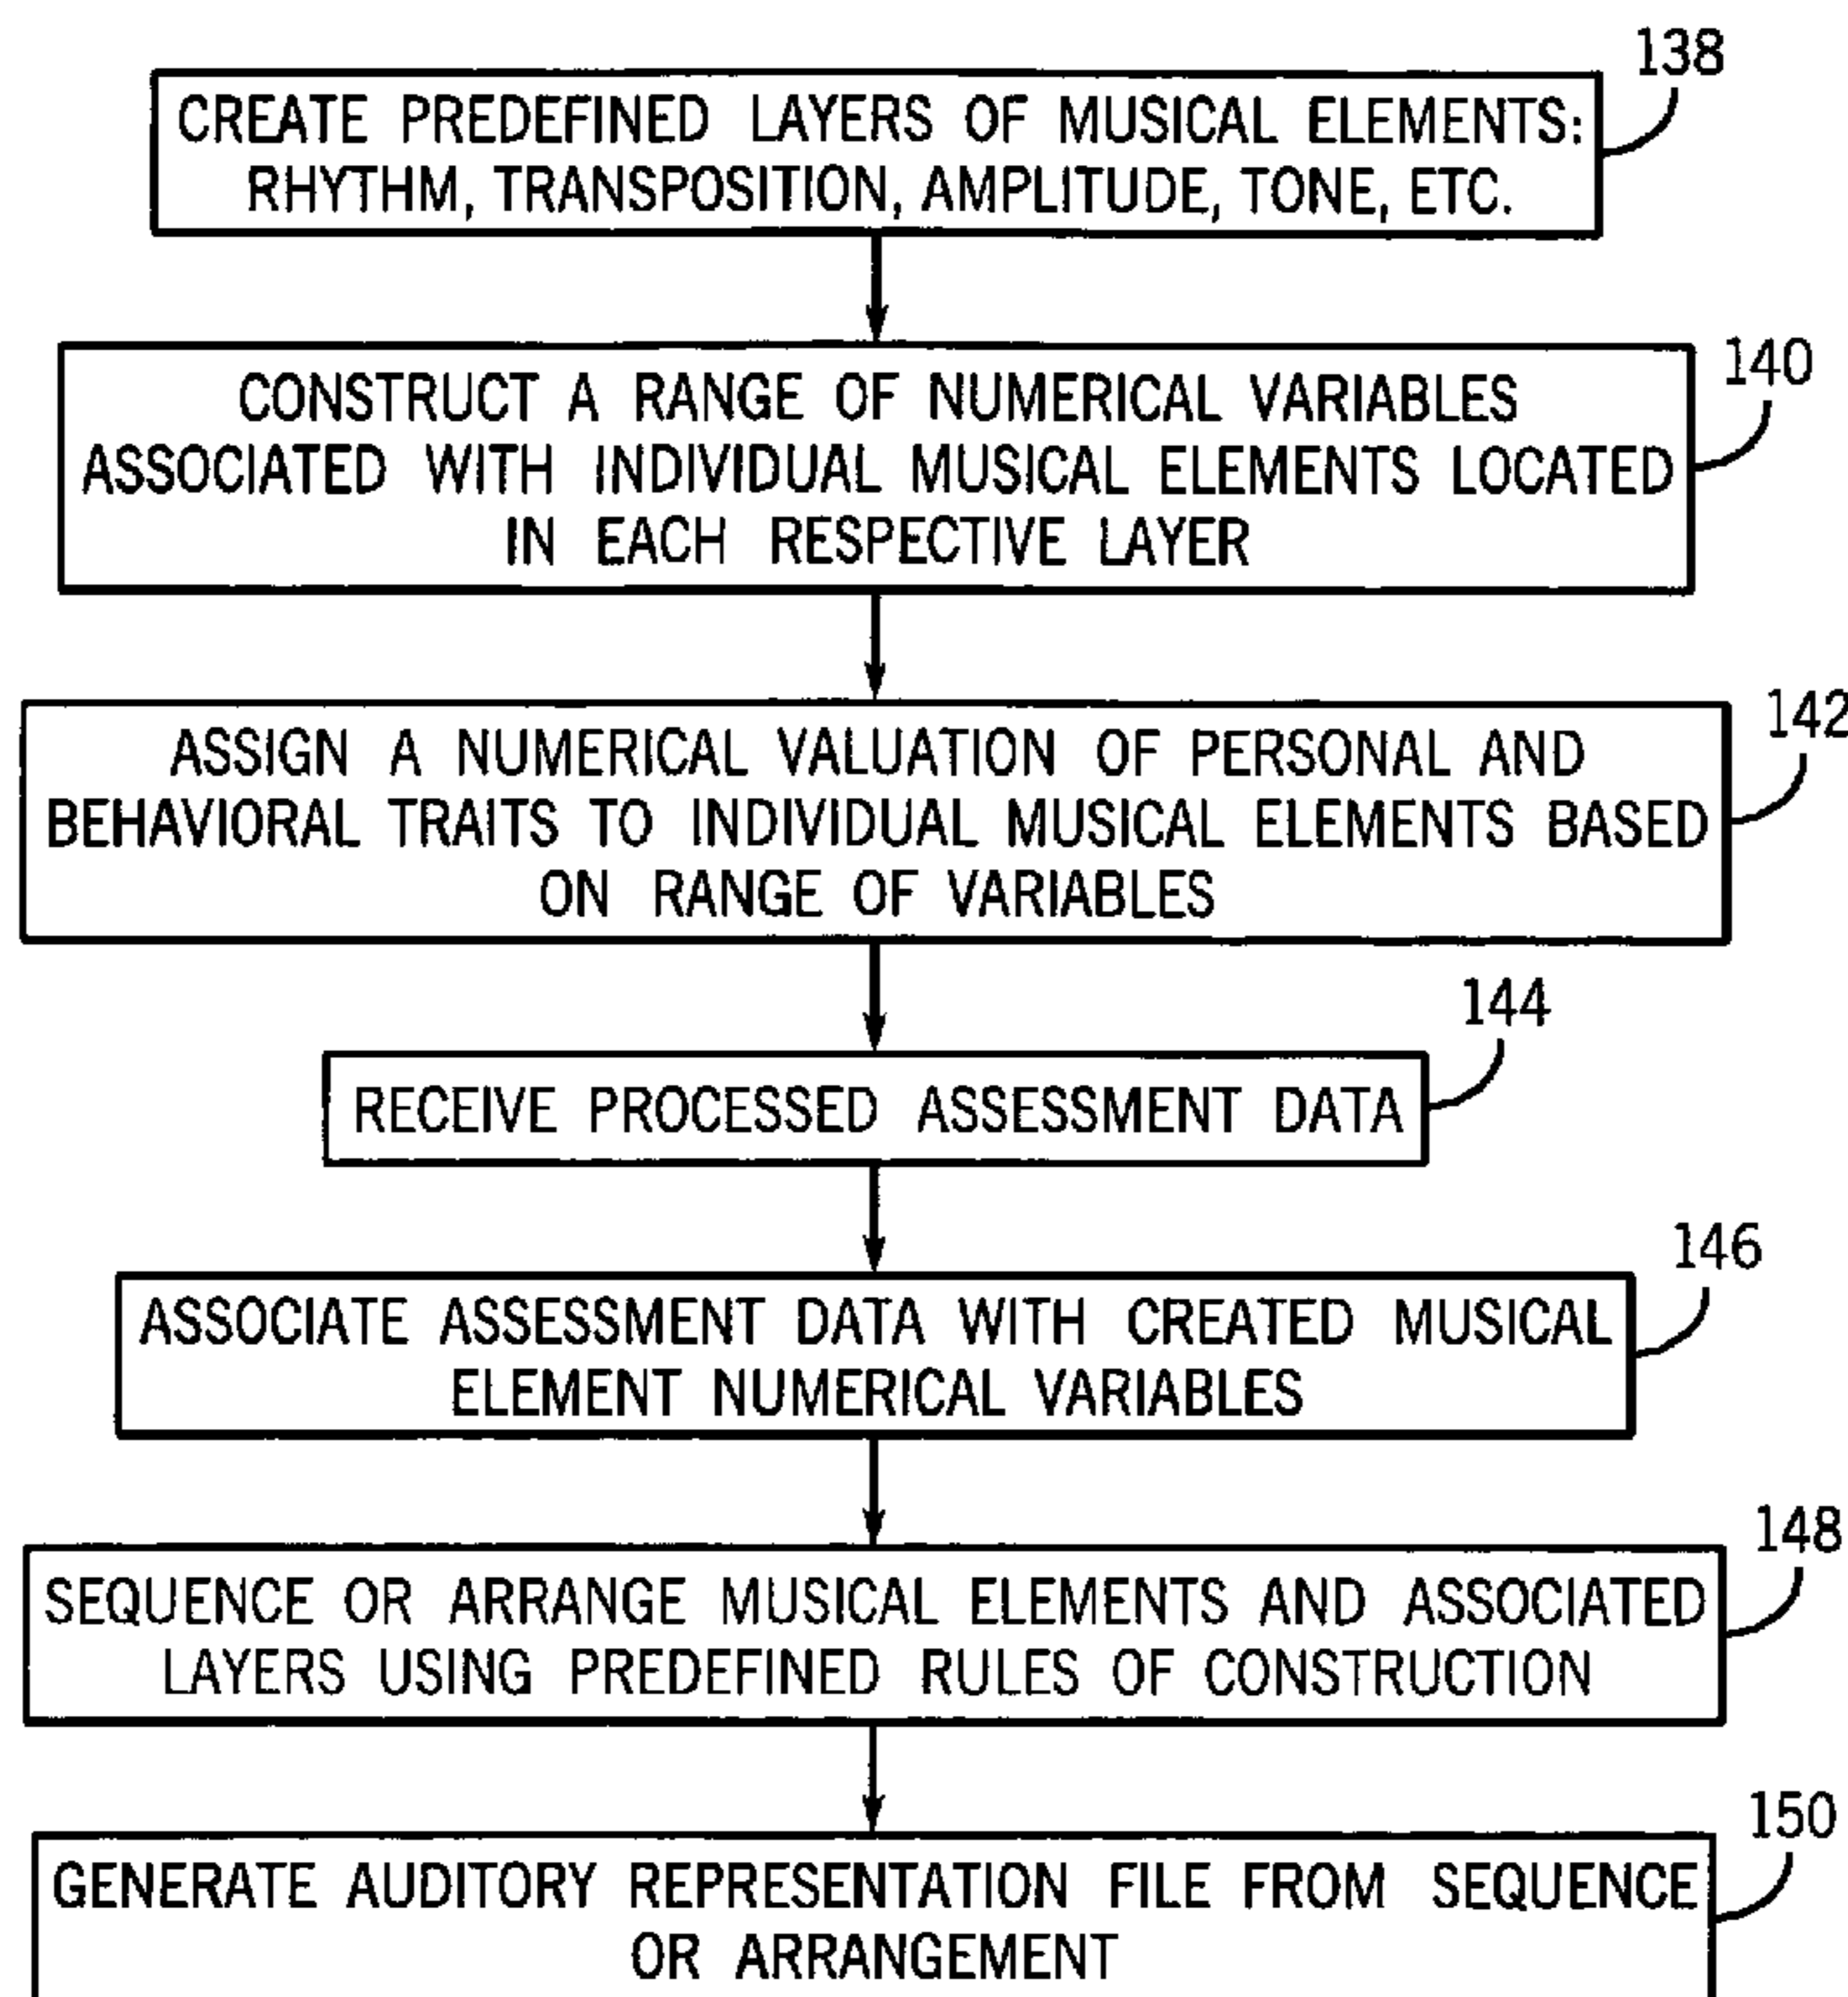 138
CREATE PREDEFINED LAYERS OF MUSICAL ELEMENTS:
RHYTHM, TRANSPOSITION, AMPLITUDE, TONE, ETC.
140
CONSTRUCT A RANGE OF NUMERICAL VARIABLES
ASSOCIATED WITH INDIVIDUAL MUSICAL ELEMENTS LOCATED
IN EACH RESPECTIVE LAYER
142
ASSIGN A NUMERICAL VALUATION OF PERSONAL AND
BEHAVIORAL TRAITS TO INDIVIDUAL MUSICAL ELEMENTS BASED
ON RANGE OF VARIABLES
144
RECEIVE PROCESSED ASSESSMENT DATA
146
ASSOCIATE ASSESSMENT DATA WITH CREATED MUSICAL
ELEMENT NUMERICAL VARIABLES
148
SEQUENCE OR ARRANGE MUSICAL ELEMENTS AND ASSOCIATED
LAYERS USING PREDEFINED RULES OF CONSTRUCTION
150
GENERATE AUDITORY REPRESENTATION FILE FROM SEQUENCE
OR ARRANGEMENT